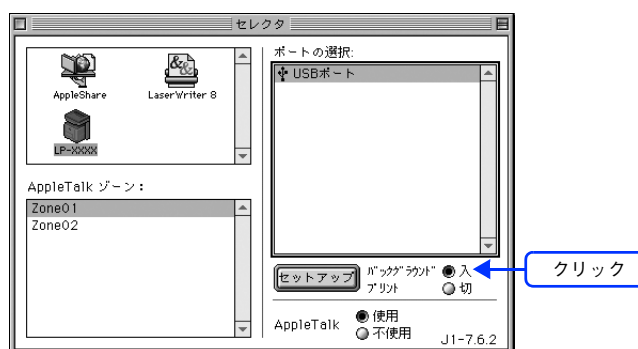 セレクタ
AppleShare
LaserWriter 8
LP-XXXX
AppleTalk ゾーン：
Zone01
Zone02
ポートの選択:
USBポート
セットアップ
バックグラウンド
プリント
入
切
クリック
AppleTalk
使用
不使用
J1-7.6.2